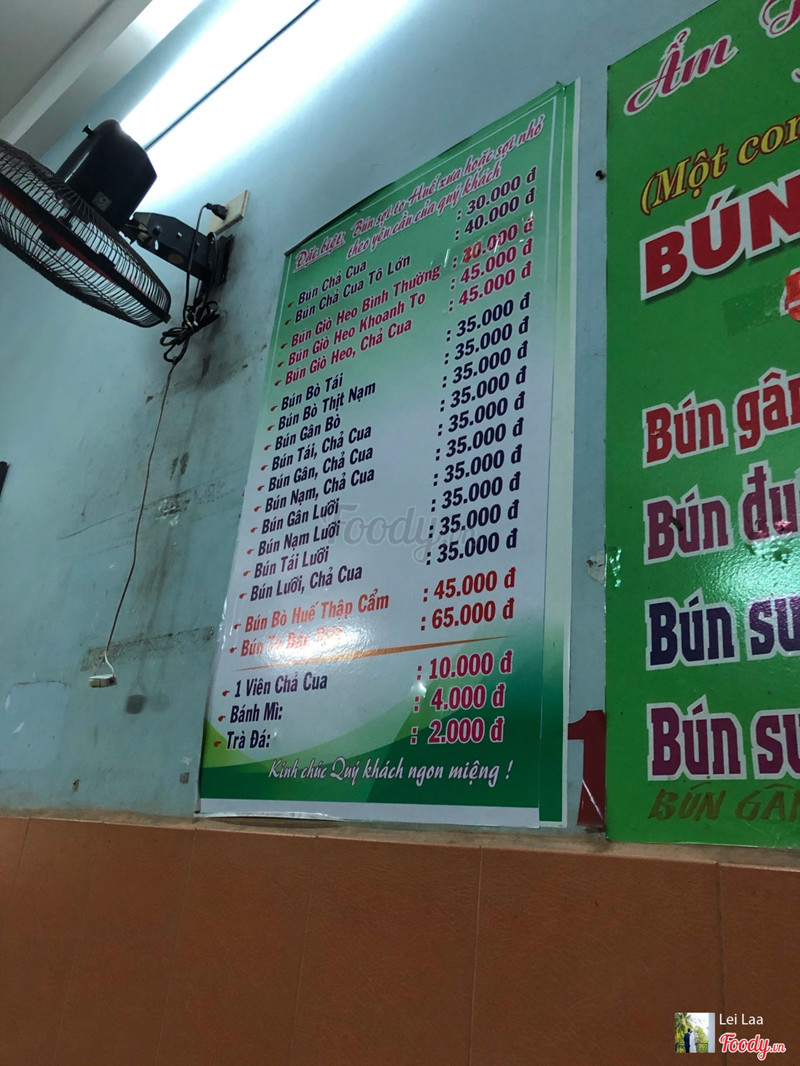 Đặc biệt: Bún sợi to Huế xưa hoặc sợi nhỏ
theo yêu cầu của quý khách
Bún Chả Cua : 30.000 đ
Bún Chả Cua Tô Lớn : 40.000 đ
Bún Giò Heo Bình Thường : .000 đ
Bún Giò Heo Khoanh To : 45.000 đ
Bún Giò Heo, Chả Cua : 45.000 đ
Bún Bò Tái : 35.000 đ
Bún Bò Thịt Nạm : 35.000 đ
Bún Gân Bò : 35.000 đ
Bún Tái, Chả Cua : 35.000 đ
Bún Gân, Chả Cua : 35.000 đ
Bún Nạm, Chả Cua : 35.000 đ
Bún Gân Lưỡi : 35.000 đ
Bún Nạm Lưỡi : 35.000 đ
Bún Tái Lưỡi : 35.000 đ
Bún Lưỡi, Chả Cua : 35.000 đ
Bún Bò Huế Thập Cẩm : 45.000 đ
Bún Tô Đặc : 65.000 đ
1 Viên Chả Cua : 10.000 đ
Bánh Mì: : 4.000 đ
Trà Đá: : 2.000 đ
Kính chúc Quý khách ngon miệng !
Ẩm
(Một con
BÚN
Bún gân
Bún đu
Bún su
Bún sư
BÚN GÂN
1
Foody.vn
Lei Laa
Foody.vn